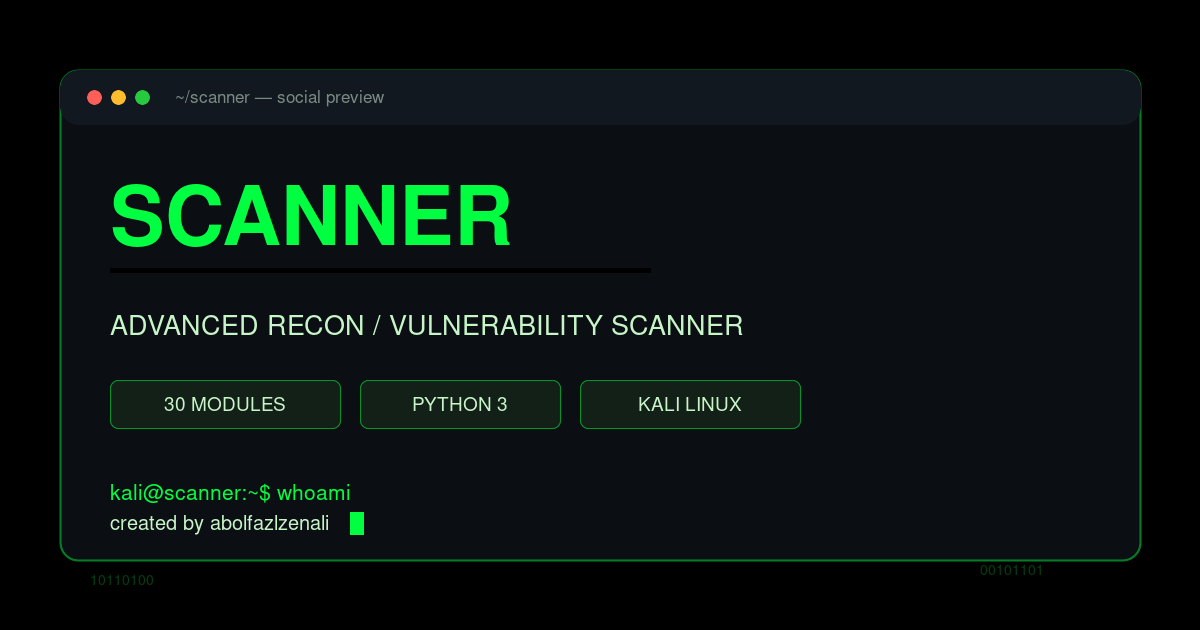 ~/scanner — social preview
SCANNER
ADVANCED RECON / VULNERABILITY SCANNER
30 MODULES
PYTHON 3
KALI LINUX
kali@scanner:~$ whoami
created by abolfazlzenali
10110100
00101101